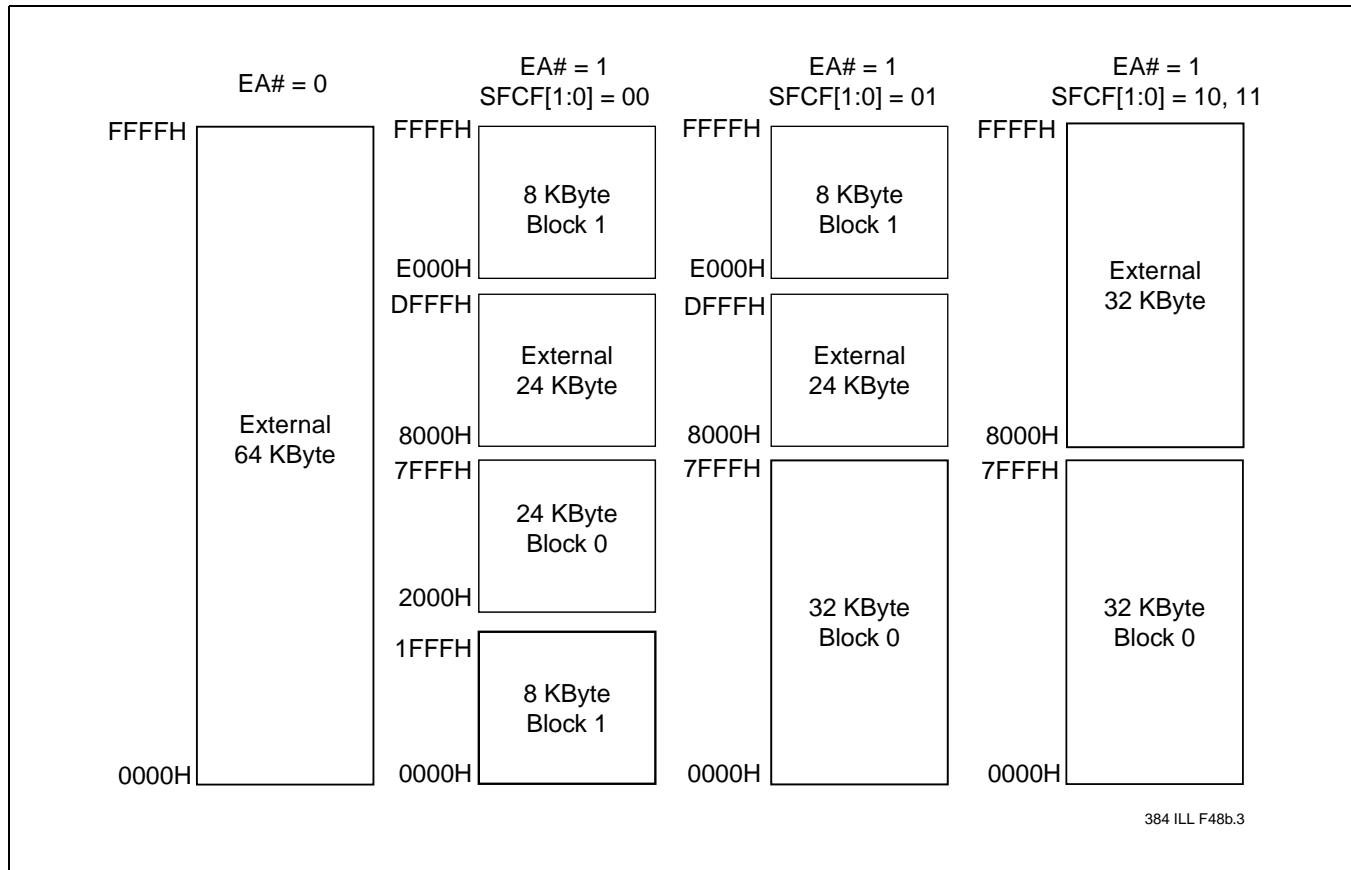 EA# = 0
FFFFH
External
64 KByte
0000H
EA# = 1
SFCF[1:0] = 00
FFFFH
8 KByte
Block 1
E000H
DFFFH
External
24 KByte
8000H
7FFFH
24 KByte
Block 0
2000H
1FFFH
8 KByte
Block 1
0000H
EA# = 1
SFCF[1:0] = 01
FFFFH
8 KByte
Block 1
E000H
DFFFH
External
24 KByte
8000H
7FFFH
32 KByte
Block 0
0000H
EA# = 1
SFCF[1:0] = 10, 11
FFFFH
External
32 KByte
8000H
7FFFH
32 KByte
Block 0
0000H
384 ILL F48b.3